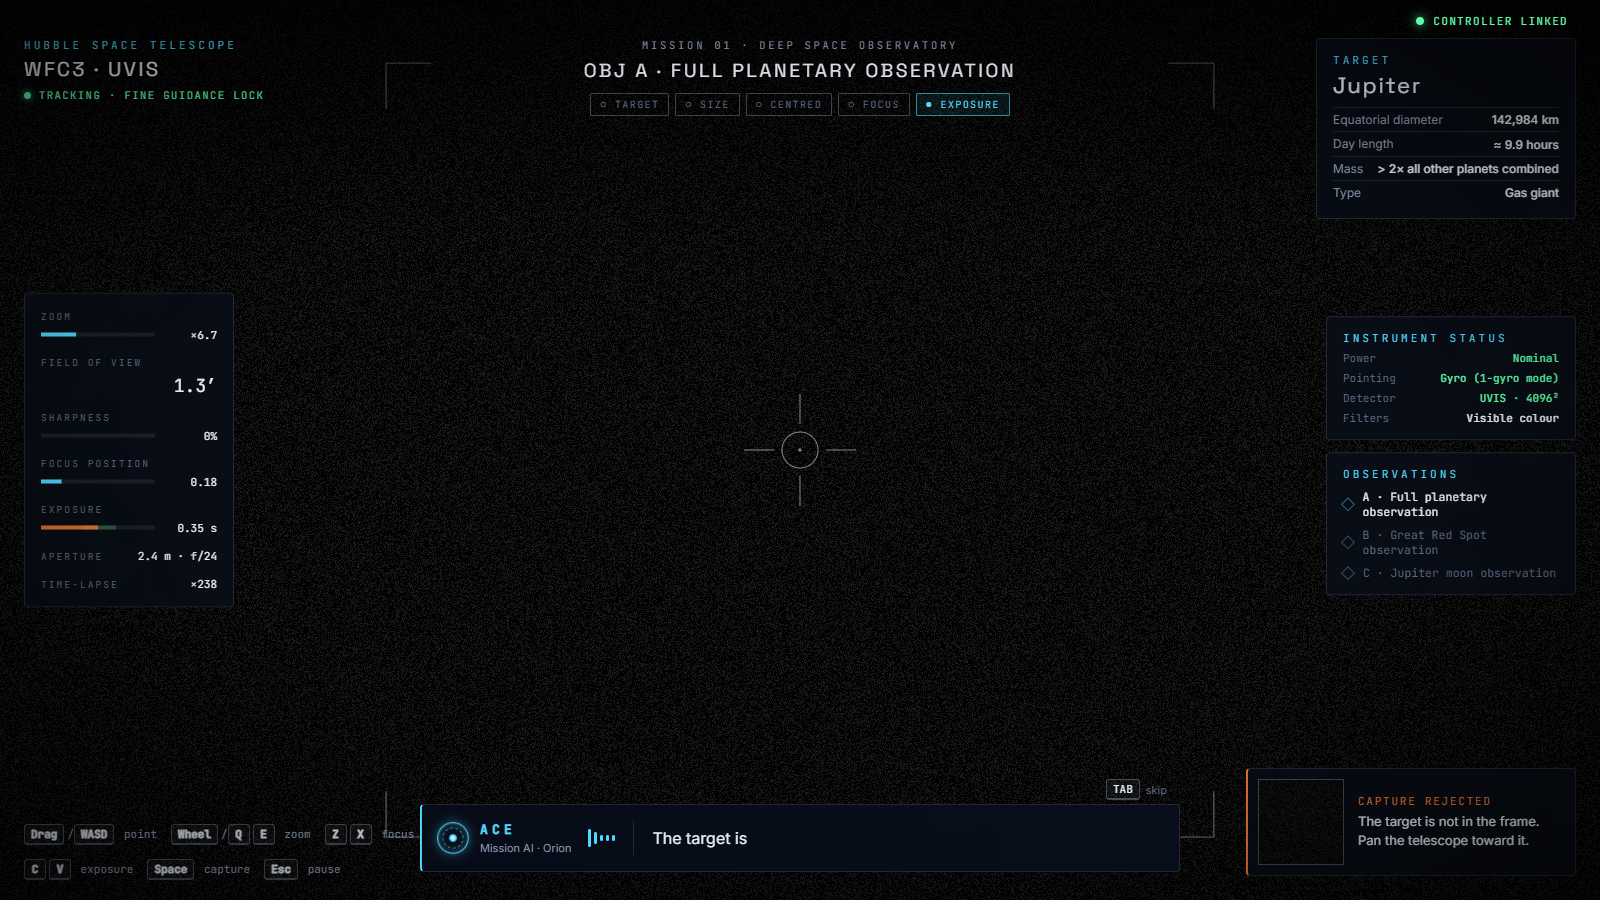 CONTROLLER LINKED
HUBBLE SPACE TELESCOPE
WFC3 · UVIS
TRACKING · FINE GUIDANCE LOCK
MISSION 01 · DEEP SPACE OBSERVATORY
OBJ A · FULL PLANETARY OBSERVATION
TARGET SIZE CENTRED FOCUS EXPOSURE
TARGET
Jupiter
Equatorial diameter 142,984 km
Day length ≈ 9.9 hours
Mass > 2× all other planets combined
Type Gas giant
ZOOM
×6.7
FIELD OF VIEW
1.3′
SHARPNESS
0%
FOCUS POSITION
0.18
EXPOSURE
0.35 s
APERTURE 2.4 m · f/24
TIME-LAPSE ×238
INSTRUMENT STATUS
Power Nominal
Pointing Gyro (1-gyro mode)
Detector UVIS · 4096²
Filters Visible colour
OBSERVATIONS
A · Full planetary
observation
B · Great Red Spot
observation
C · Jupiter moon observation
TAB skip
ACE
Mission AI · Orion
The target is
CAPTURE REJECTED
The target is not in the frame.
Pan the telescope toward it.
Drag / WASD point Wheel / Q E zoom Z X focus
C V exposure Space capture Esc pause